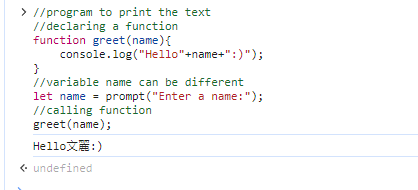 //program to print the text
//declaring a function
function greet(name){
    console.log("Hello"+name+":)");
}
//variable name can be different
let name = prompt("Enter a name:");
//calling function
greet(name);
Hello文麗:)
undefined